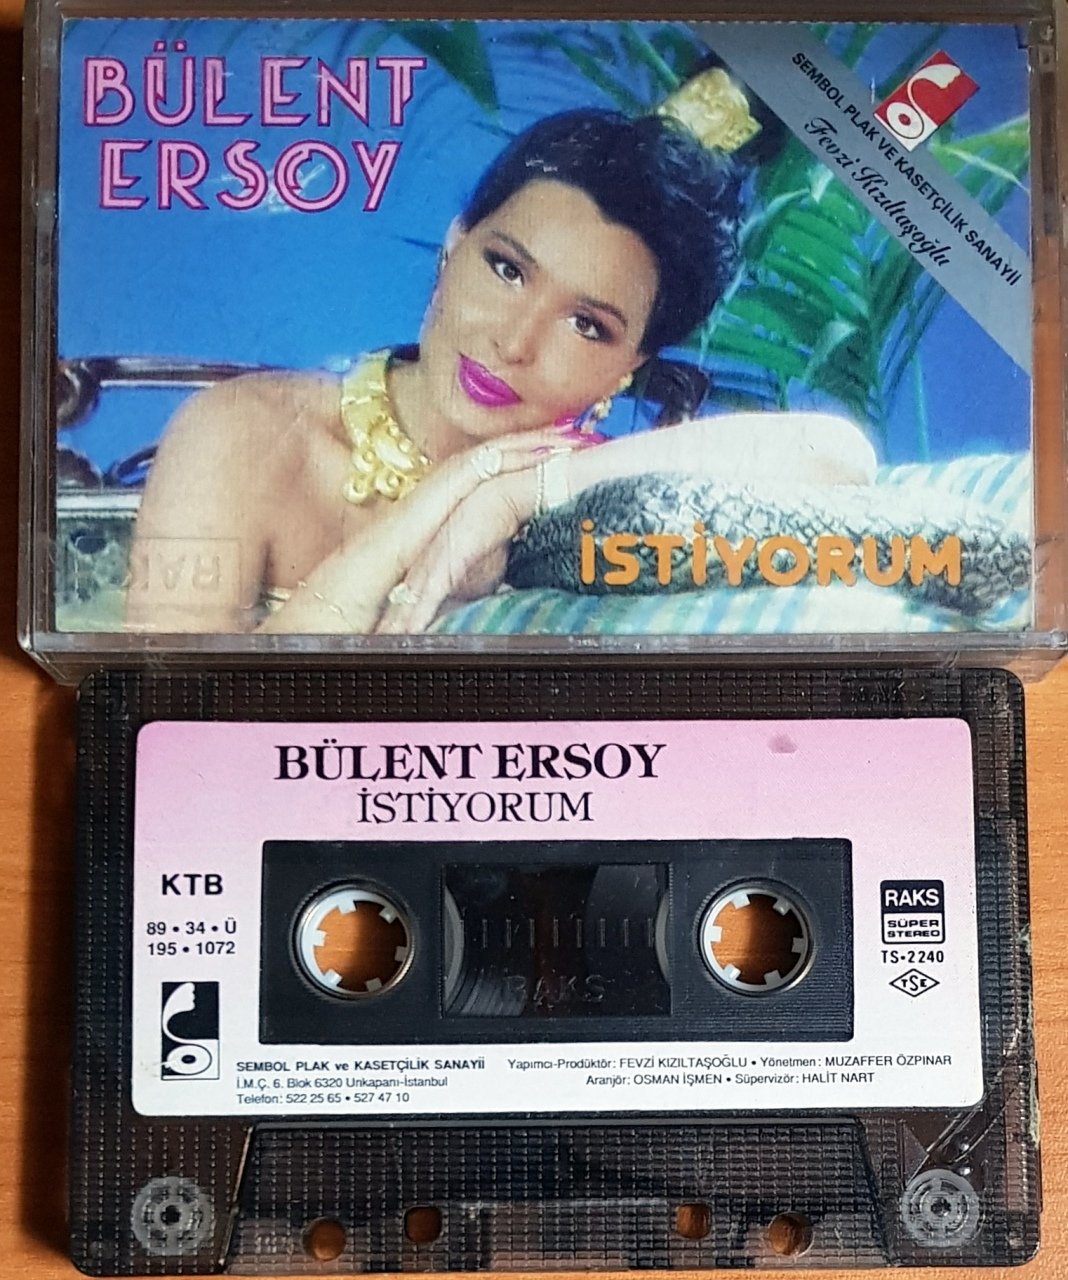 BÜLENT
ERSOY
SEMBOL PLAK VE KASETÇİLİK SANAYİİ
Fevzi Kızıltaşoğlu
İSTİYORUM
RAKS
BÜLENT ERSOY
İSTİYORUM
KTB
89 • 34 • Ü
195 • 1072
RAKS
SÜPER
STEREO
TS•2240
TSE
RAKS
SEMBOL PLAK ve KASETÇİLİK SANAYİİ
İ.M.Ç. 6. Blok 6320 Unkapanı-İstanbul
Telefon: 522 25 65 • 527 47 10
Yapımcı-Prodüktör: FEVZİ KIZILTAŞOĞLU • Yönetmen: MUZAFFER ÖZPINAR
Aranjör: OSMAN İŞMEN • Süpervizör: HALİT NART